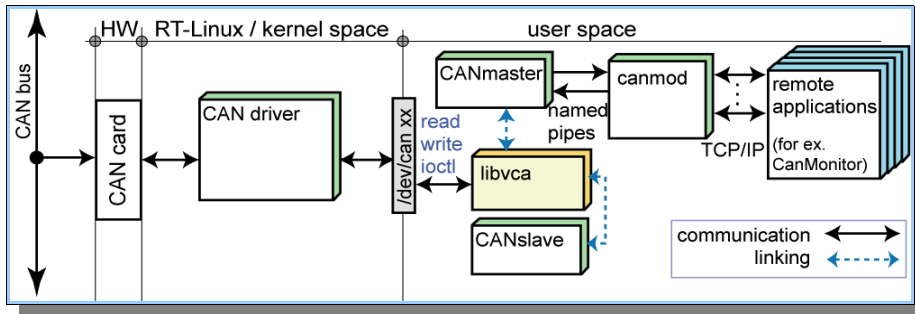 HW
RT-Linux / kernel space
user space
CAN bus
CAN card
CAN driver
/dev/can xx
read
write
ioctl
CANmaster
named
pipes
canmod
TCP/IP
remote
applications
(for ex.
CanMonitor)
libvca
CANslave
communication
linking